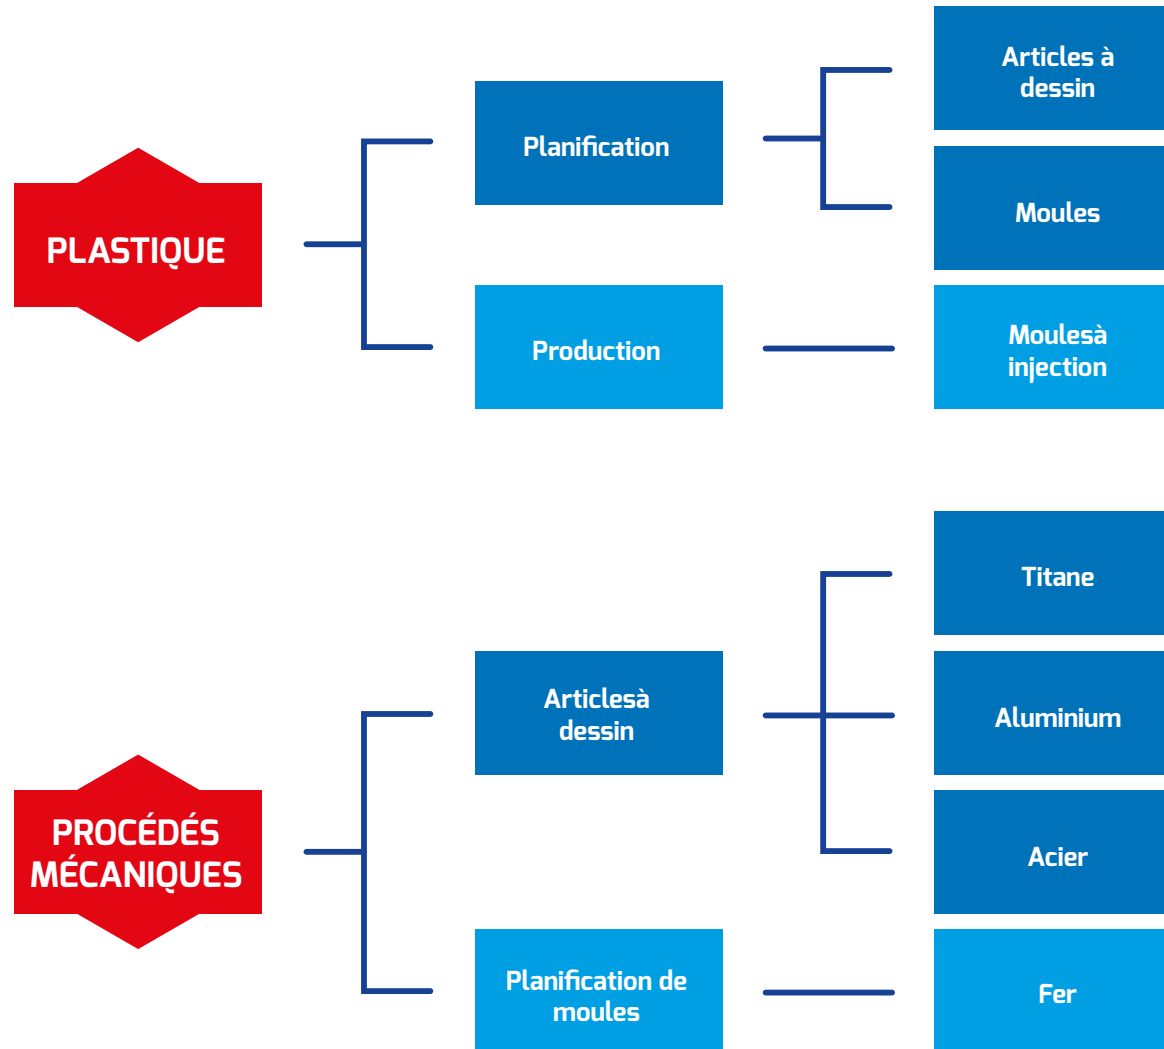 PLASTIQUE
Planification
Articles à
dessin
Moules
Production
Moulesà
injection
PROCÉDÉS
MÉCANIQUES
Articlesà
dessin
Titane
Aluminium
Acier
Planification de
moules
Fer